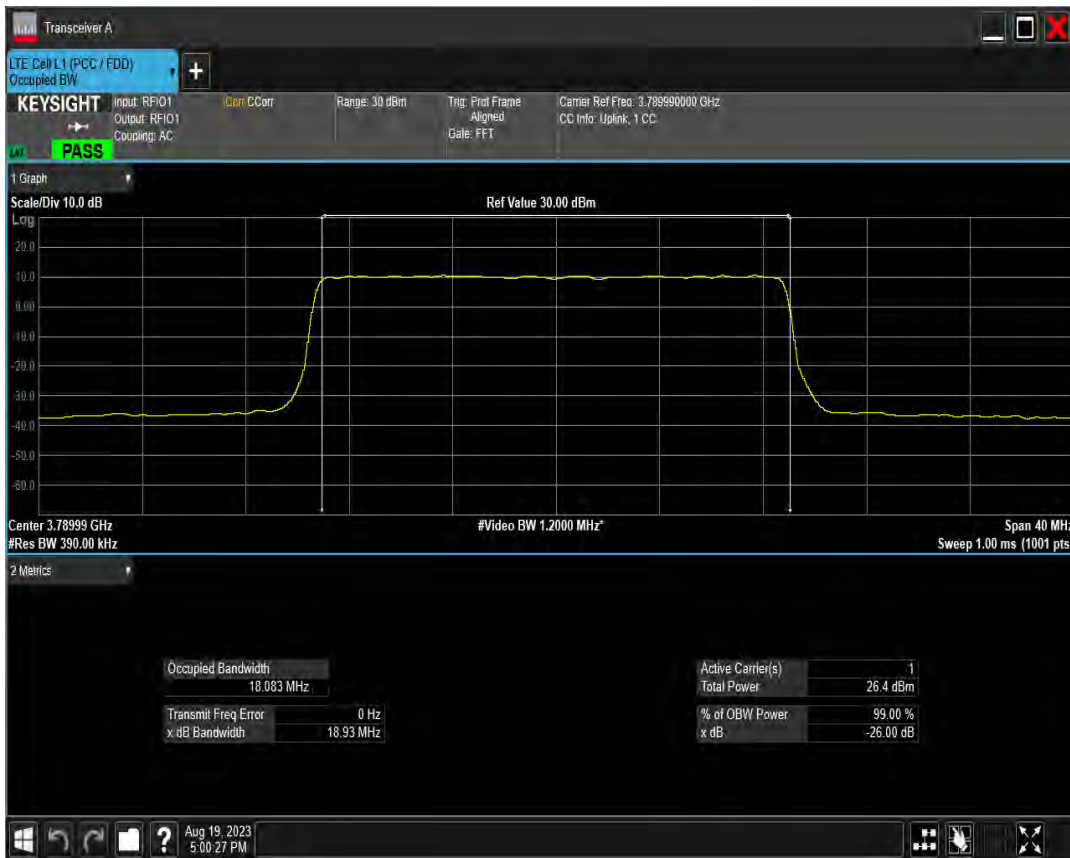 Transceiver A
LTE Cell L1 (PCC / FDD)
Occupied BW
+
KEYSIGHT
Input: RFIO1
Output: RFIO1
Coupling: AC
PASS
Corr CCorr
Range: 30 dBm
Trig: Prot Frame
Aligned
Gate: FFT
Carrier Ref Freq: 3.789990000 GHz
CC Info: Uplink, 1 CC
1 Graph
Scale/Div 10.0 dB
Ref Value 30.00 dBm
Log
20.0
10.0
0.00
-10.0
-20.0
-30.0
-40.0
-50.0
-60.0
Center 3.78999 GHz
#Video BW 1.2000 MHz*
Span 40 MHz
#Res BW 390.00 kHz
Sweep 1.00 ms (1001 pts
2 Metrics
Occupied Bandwidth
18.083 MHz
Transmit Freq Error 0 Hz
x dB Bandwidth 18.93 MHz
Active Carrier(s) 1
Total Power 26.4 dBm
% of OBW Power 99.00 %
x dB -26.00 dB
?
Aug 19, 2023
5:00:27 PM